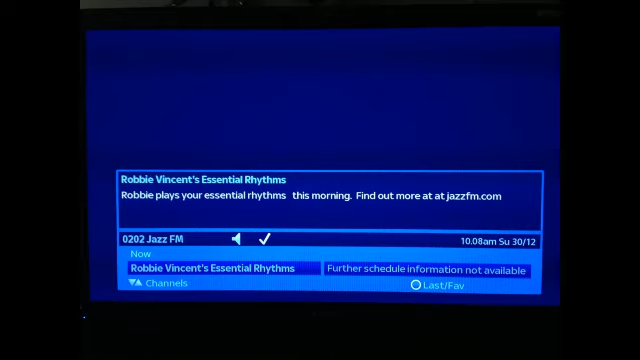 Robbie Vincent's Essential Rhythms
Robbie plays your essential rhythms this morning. Find out more at at jazzfm.com
0202 Jazz FM 10.08am Su 30/12
Now
Robbie Vincent's Essential Rhythms Further schedule information not available
Channels Last/Fav